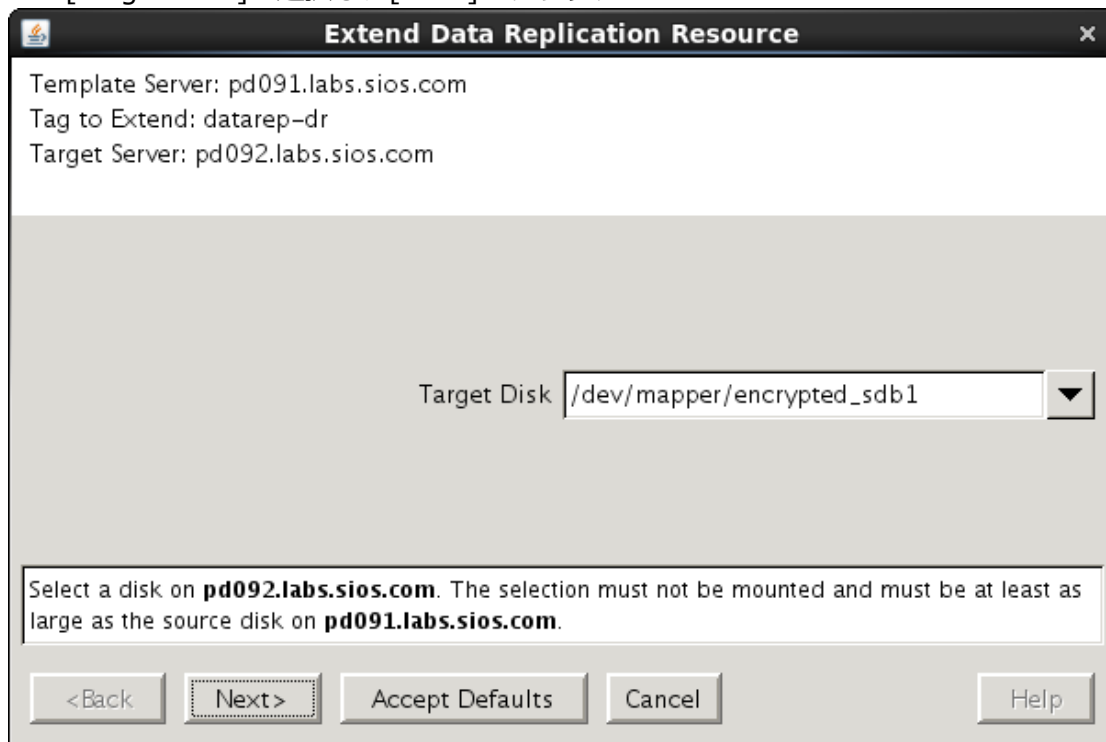 Extend Data Replication Resource
Template Server: pd091.labs.sios.com
Tag to Extend: datarep-dr
Target Server: pd092.labs.sios.com
Target Disk /dev/mapper/encrypted_sdb1
Select a disk on pd092.labs.sios.com. The selection must not be mounted and must be at least as
large as the source disk on pd091.labs.sios.com.
<Back Next> Accept Defaults Cancel Help